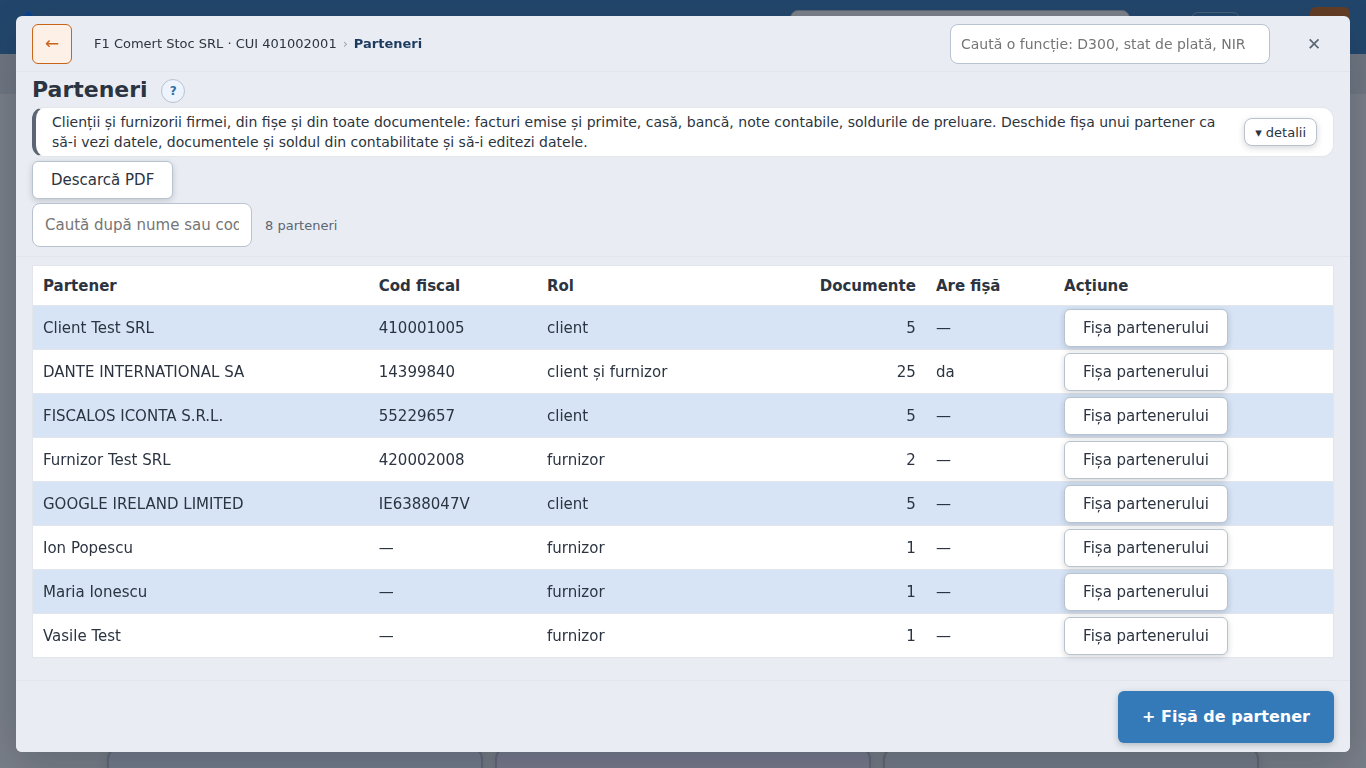 ←
F1 Comert Stoc SRL · CUI 401002001 › Parteneri
Caută o funcție: D300, stat de plată, NIR
✕
Parteneri ?
Clienții și furnizorii firmei, din fișe și din toate documentele: facturi emise și primite, casă, bancă, note contabile, soldurile de preluare. Deschide fișa unui partener ca
să-i vezi datele, documentele și soldul din contabilitate și să-i editezi datele.
▾ detalii
Descarcă PDF
Caută după nume sau coc
8 parteneri
Partener Cod fiscal Rol Documente Are fișă Acțiune
Client Test SRL 410001005 client 5 — Fișa partenerului
DANTE INTERNATIONAL SA 14399840 client și furnizor 25 da Fișa partenerului
FISCALOS ICONTA S.R.L. 55229657 client 5 — Fișa partenerului
Furnizor Test SRL 420002008 furnizor 2 — Fișa partenerului
GOOGLE IRELAND LIMITED IE6388047V client 5 — Fișa partenerului
Ion Popescu — furnizor 1 — Fișa partenerului
Maria Ionescu — furnizor 1 — Fișa partenerului
Vasile Test — furnizor 1 — Fișa partenerului
+ Fișă de partener